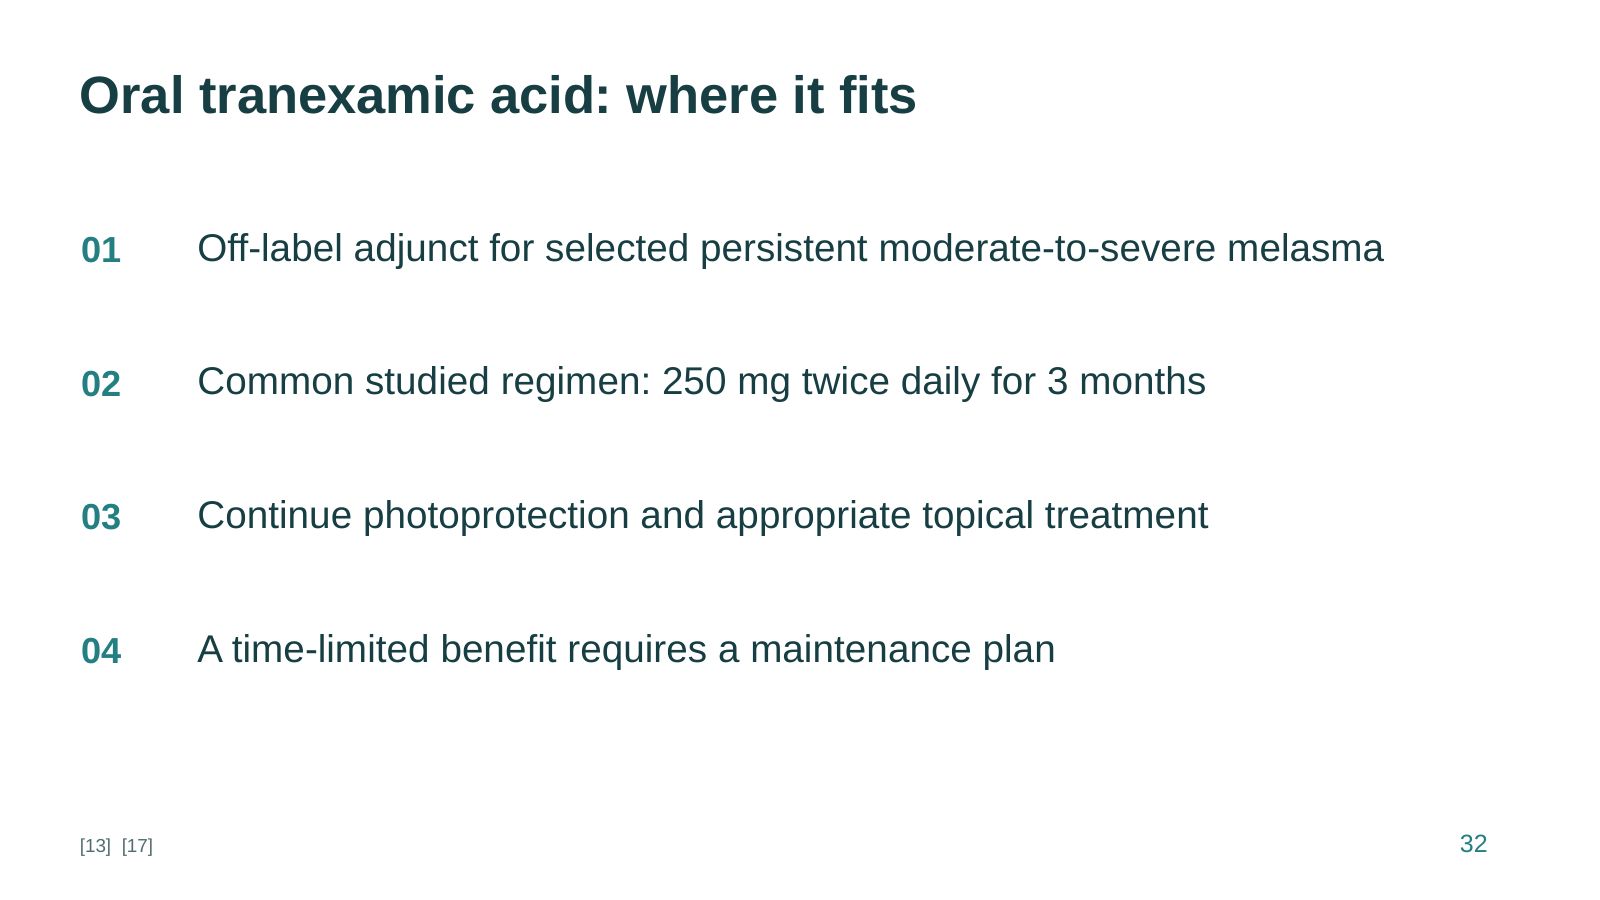 Oral tranexamic acid: where it fits
01 Off-label adjunct for selected persistent moderate-to-severe melasma
02 Common studied regimen: 250 mg twice daily for 3 months
03 Continue photoprotection and appropriate topical treatment
04 A time-limited benefit requires a maintenance plan
[13] [17] 32